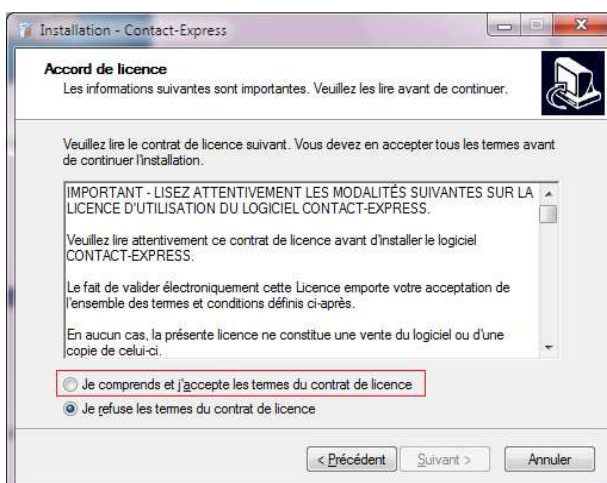 Installation - Contact-Express
Accord de licence
Les informations suivantes sont importantes. Veuillez les lire avant de continuer.
Veuillez lire le contrat de licence suivant. Vous devez en accepter tous les termes avant
de continuer l'installation.
IMPORTANT - LISEZ ATTENTIVEMENT LES MODALITÉS SUIVANTES SUR LA
LICENCE D'UTILISATION DU LOGICIEL CONTACT-EXPRESS.
Veuillez lire attentivement ce contrat de licence avant d'installer le logiciel
CONTACT-EXPRESS.
Le fait de valider électroniquement cette Licence emporte votre acceptation de
l'ensemble des termes et conditions définis ci-après.
En aucun cas, la présente licence ne constitue une vente du logiciel ou d'une
copie de celui-ci.
Je comprends et j'accepte les termes du contrat de licence
Je refuse les termes du contrat de licence
< Précédent Suivant > Annuler